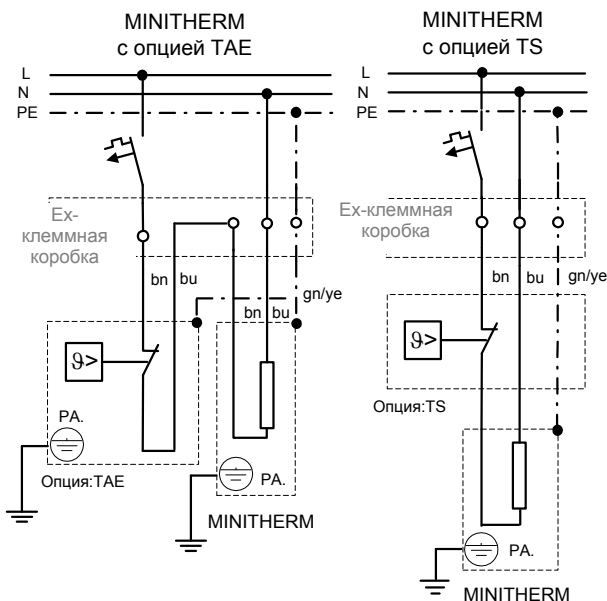 MINITHERM
с опцией TAE
L
N
PE
Ex-
клеммная
коробка
bn bu
gn/ye
bn bu
ϑ>
PA.
Опция:TAE
PA.
MINITHERM
MINITHERM
с опцией TS
L
N
PE
Ex-клеммная
коробка
bn bu gn/ye
ϑ>
Опция:TS
PA.
MINITHERM